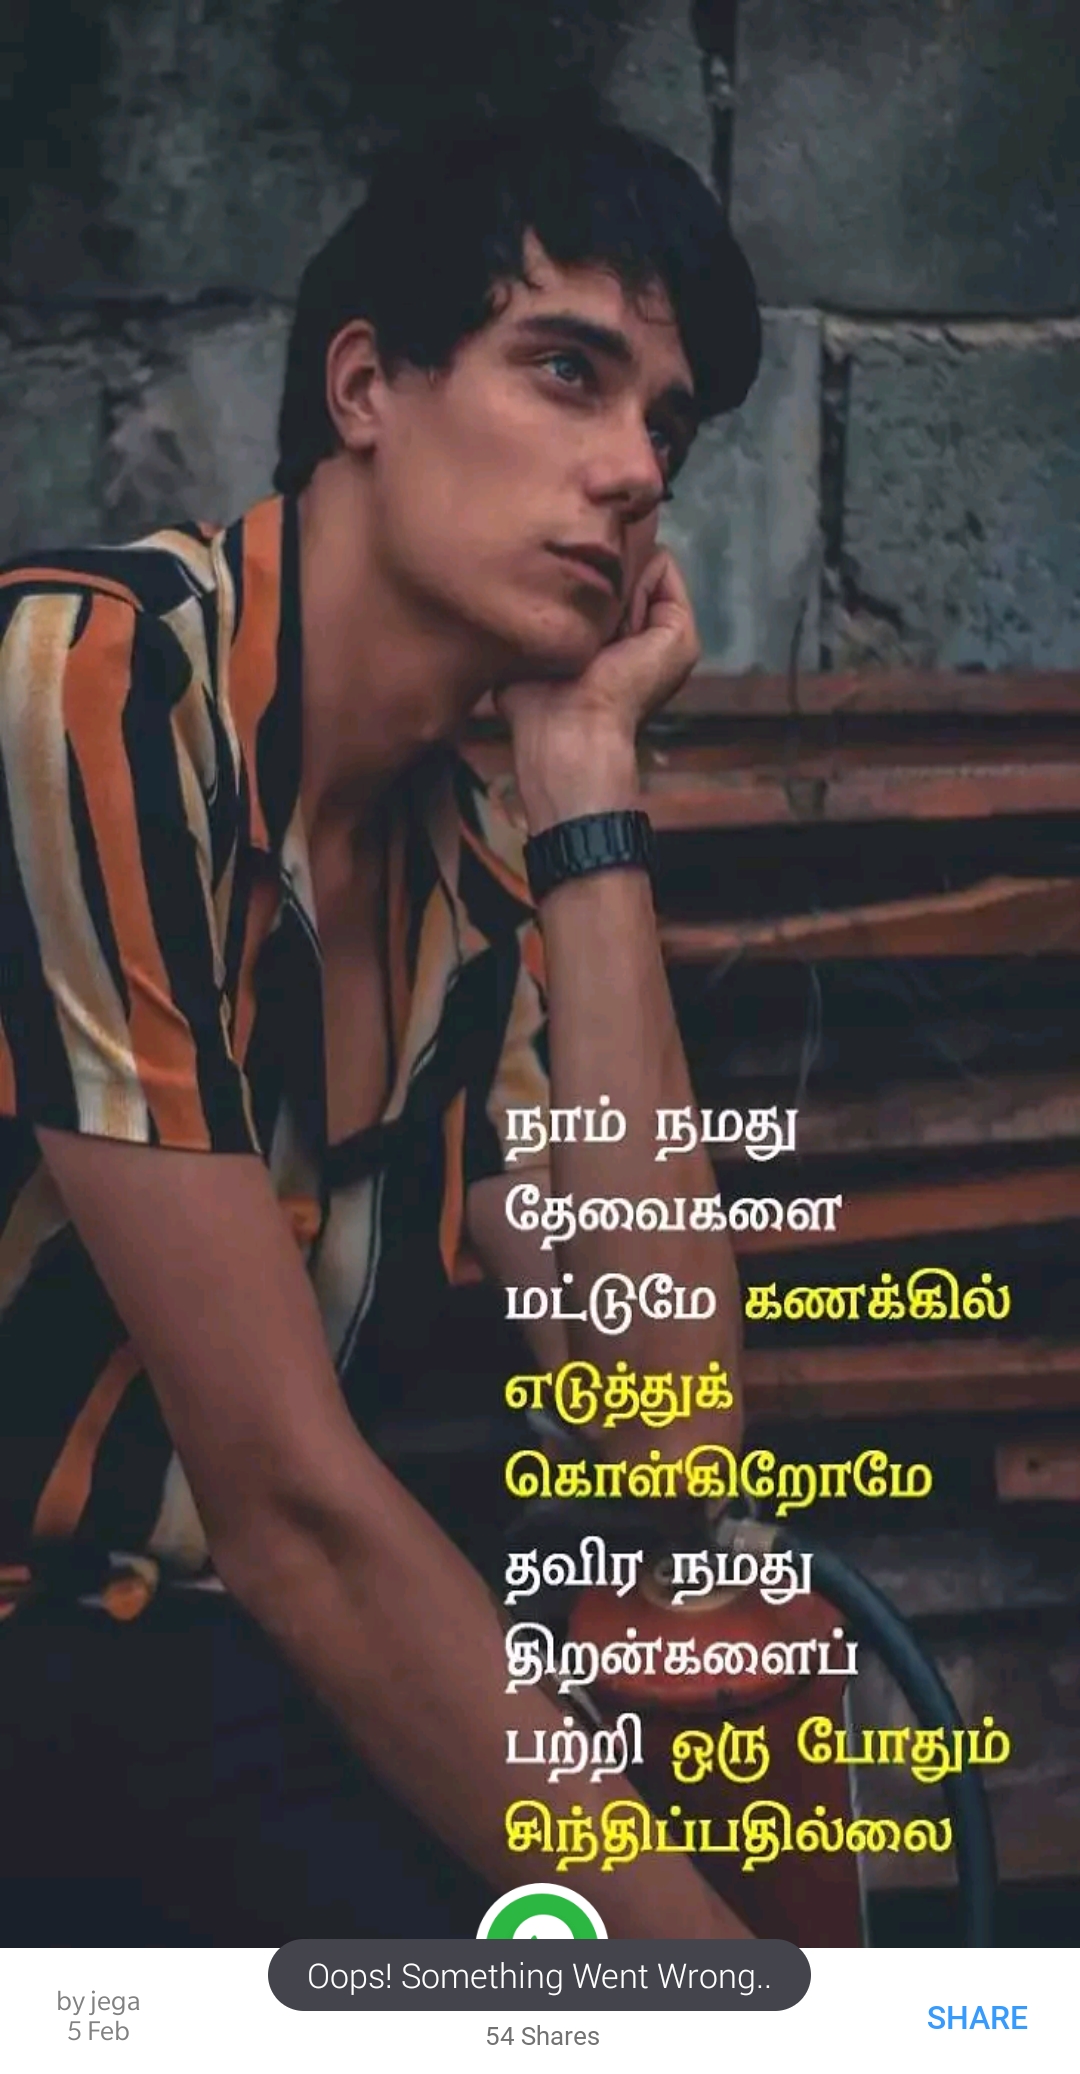 நாம் நமது
தேவைகளை
மட்டுமே கணக்கில்
எடுத்துக்
கொள்கிறோமே
தவிர நமது
திறன்களைப்
பற்றி ஒரு போதும்
சிந்திப்பதில்லை
Oops! Something Went Wrong..
by jega
5 Feb
54 Shares
SHARE